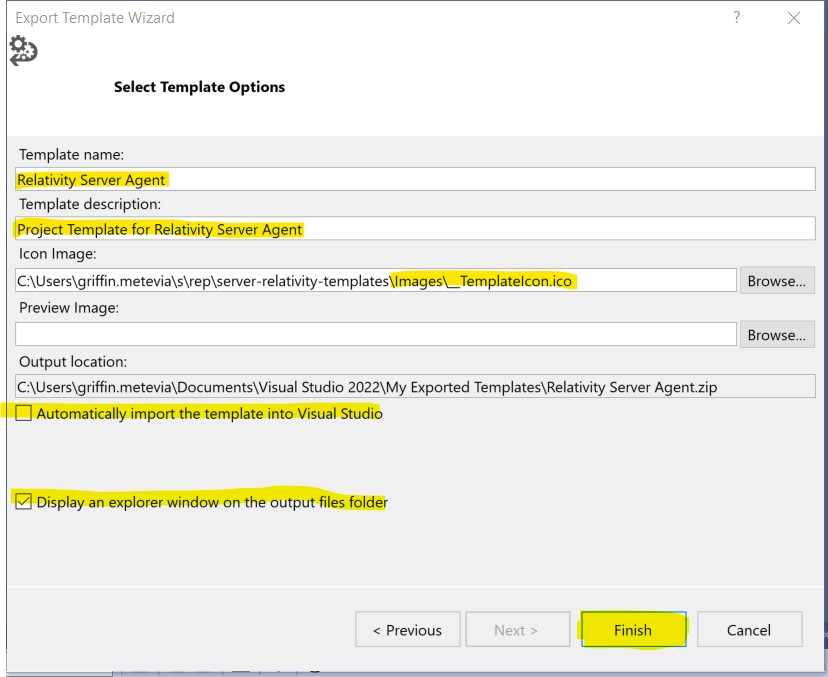 Export Template Wizard ?
Select Template Options
Template name:
Relativity Server Agent
Template description:
Project Template for Relativity Server Agent
Icon Image:
C:\Users\griffin.metevia\s\rep\server-relativity-templates\Images\__TemplateIcon.ico Browse...
Preview Image:
Browse...
Output location:
C:\Users\griffin.metevia\Documents\Visual Studio 2022\My Exported Templates\Relativity Server Agent.zip
Automatically import the template into Visual Studio
Display an explorer window on the output files folder
< Previous Next > Finish Cancel